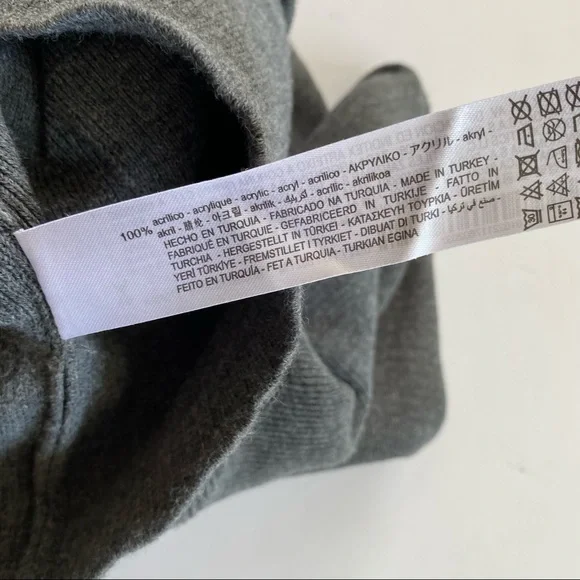 100% acrílico - acrylique - acrylic - acryl - acrilico - ΑΚΡΥΛΙΚΟ - アクリル - akryl -
akril - 腈纶 - 아크릴 - akrilik - أكريليك - acrilic - akrilikoa
HECHO EN TURQUIA - FABRICADO NA TURQUIA - MADE IN TURKEY -
FABRIQUÉ EN TURQUIE - GEFABRICEERD IN TURKIJE - FATTO IN
TURCHIA - HERGESTELLT IN TÜRKEI - ΚΑΤΑΣΚΕΥΗ ΤΟΥΡΚΙΑ - ÜRETİM
YERİ TÜRKİYE - FREMSTILLET I TYRKIET - DIBUAT DI TURKI - صنع في تركيا -
FEITO EN TURQUÍA - FET A TURQUIA - TURKIAN EGINA